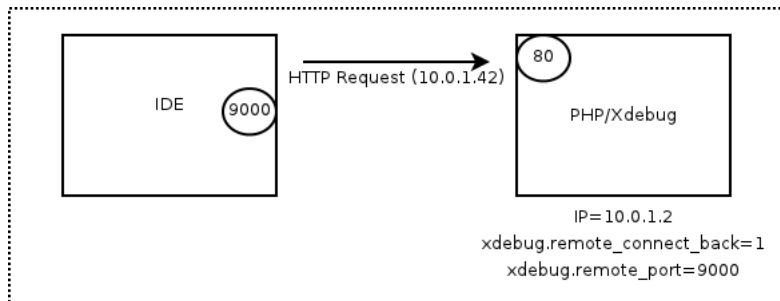 80
HTTP Request (10.0.1.42)
IDE
9000
PHP/Xdebug
IP=10.0.1.2
xdebug.remote_connect_back=1
xdebug.remote_port=9000